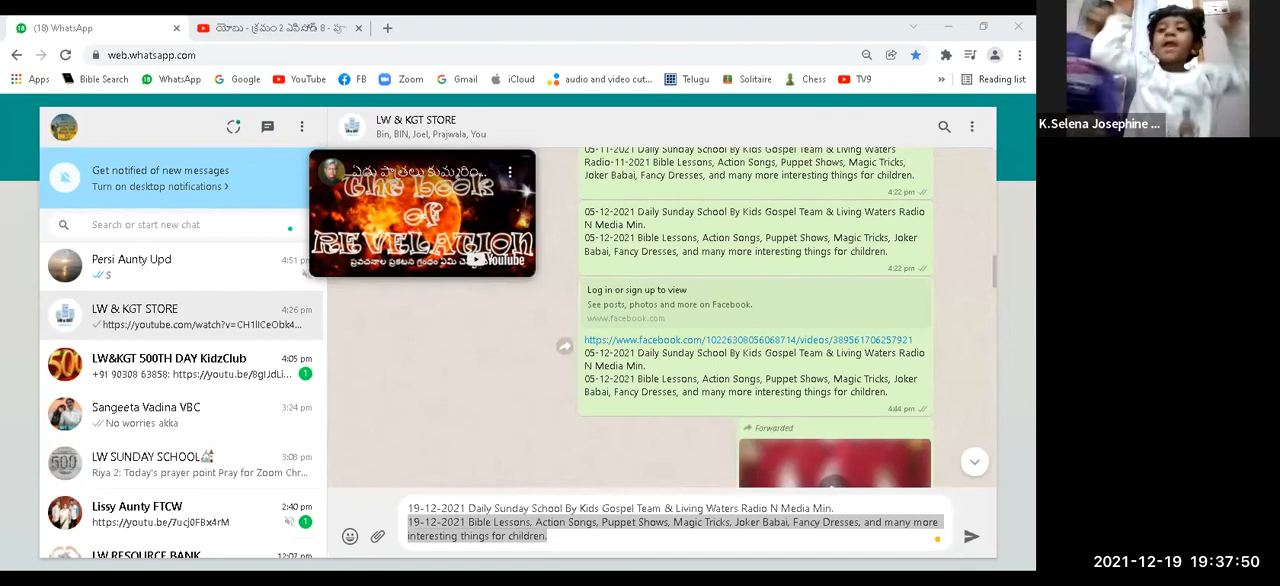 (18) WhatsApp
యోబు - క్రమం 2 ఎపిసోడ్ 8 - పూ
web.whatsapp.com
Apps
Bible Search
WhatsApp
Google
YouTube
FB
Zoom
Gmail
iCloud
audio and video cut...
Telugu
Solitaire
Chess
TV9
»
Reading list
K.Selena Josephine ...
LW & KGT STORE
Bin, BIN, Joel, Prajwala, You
Get notified of new messages
Turn on desktop notifications >
Search or start new chat
Persi Aunty Upd
4:51
S
LW & KGT STORE
4:26 pm
https://youtube.com/watch?v=CH1lICeObk4...
LW&KGT 500TH DAY KidzClub
4:05 pm
+91 90308 63858: https://youtu.be/8gIJdLi...
1
Sangeeta Vadina VBC
3:24 pm
No worries akka
LW SUNDAY SCHOOL
3:08 pm
Riya 2: Today's prayer point Pray for Zoom Chr...
Lissy Aunty FTCW
2:40 pm
https://youtu.be/7ucj0FBx4rM
1
LW RESOURCE BANK
12:07 pm
500
500
The book
of
REVELATION
YouTube
05-11-2021 Daily Sunday School By Kids Gospel Team & Living Waters
Radio-11-2021 Bible Lessons, Action Songs, Puppet Shows, Magic Tricks,
Joker Babai, Fancy Dresses, and many more interesting things for children.
4:22 pm
05-12-2021 Daily Sunday School By Kids Gospel Team & Living Waters Radio
N Media Min.
05-12-2021 Bible Lessons, Action Songs, Puppet Shows, Magic Tricks, Joker
Babai, Fancy Dresses, and many more interesting things for children.
4:22 pm
Log in or sign up to view
See posts, photos and more on Facebook.
www.facebook.com
https://www.facebook.com/10226308056068714/videos/389561706257921
05-12-2021 Daily Sunday School By Kids Gospel Team & Living Waters Radio
N Media Min.
05-12-2021 Bible Lessons, Action Songs, Puppet Shows, Magic Tricks, Joker
Babai, Fancy Dresses, and many more interesting things for children.
4:44 pm
Forwarded
19-12-2021 Daily Sunday School By Kids Gospel Team & Living Waters Radio N Media Min.
19-12-2021 Bible Lessons, Action Songs, Puppet Shows, Magic Tricks, Joker Babai, Fancy Dresses, and many more
interesting things for children.
2021-12-19 19:37:50